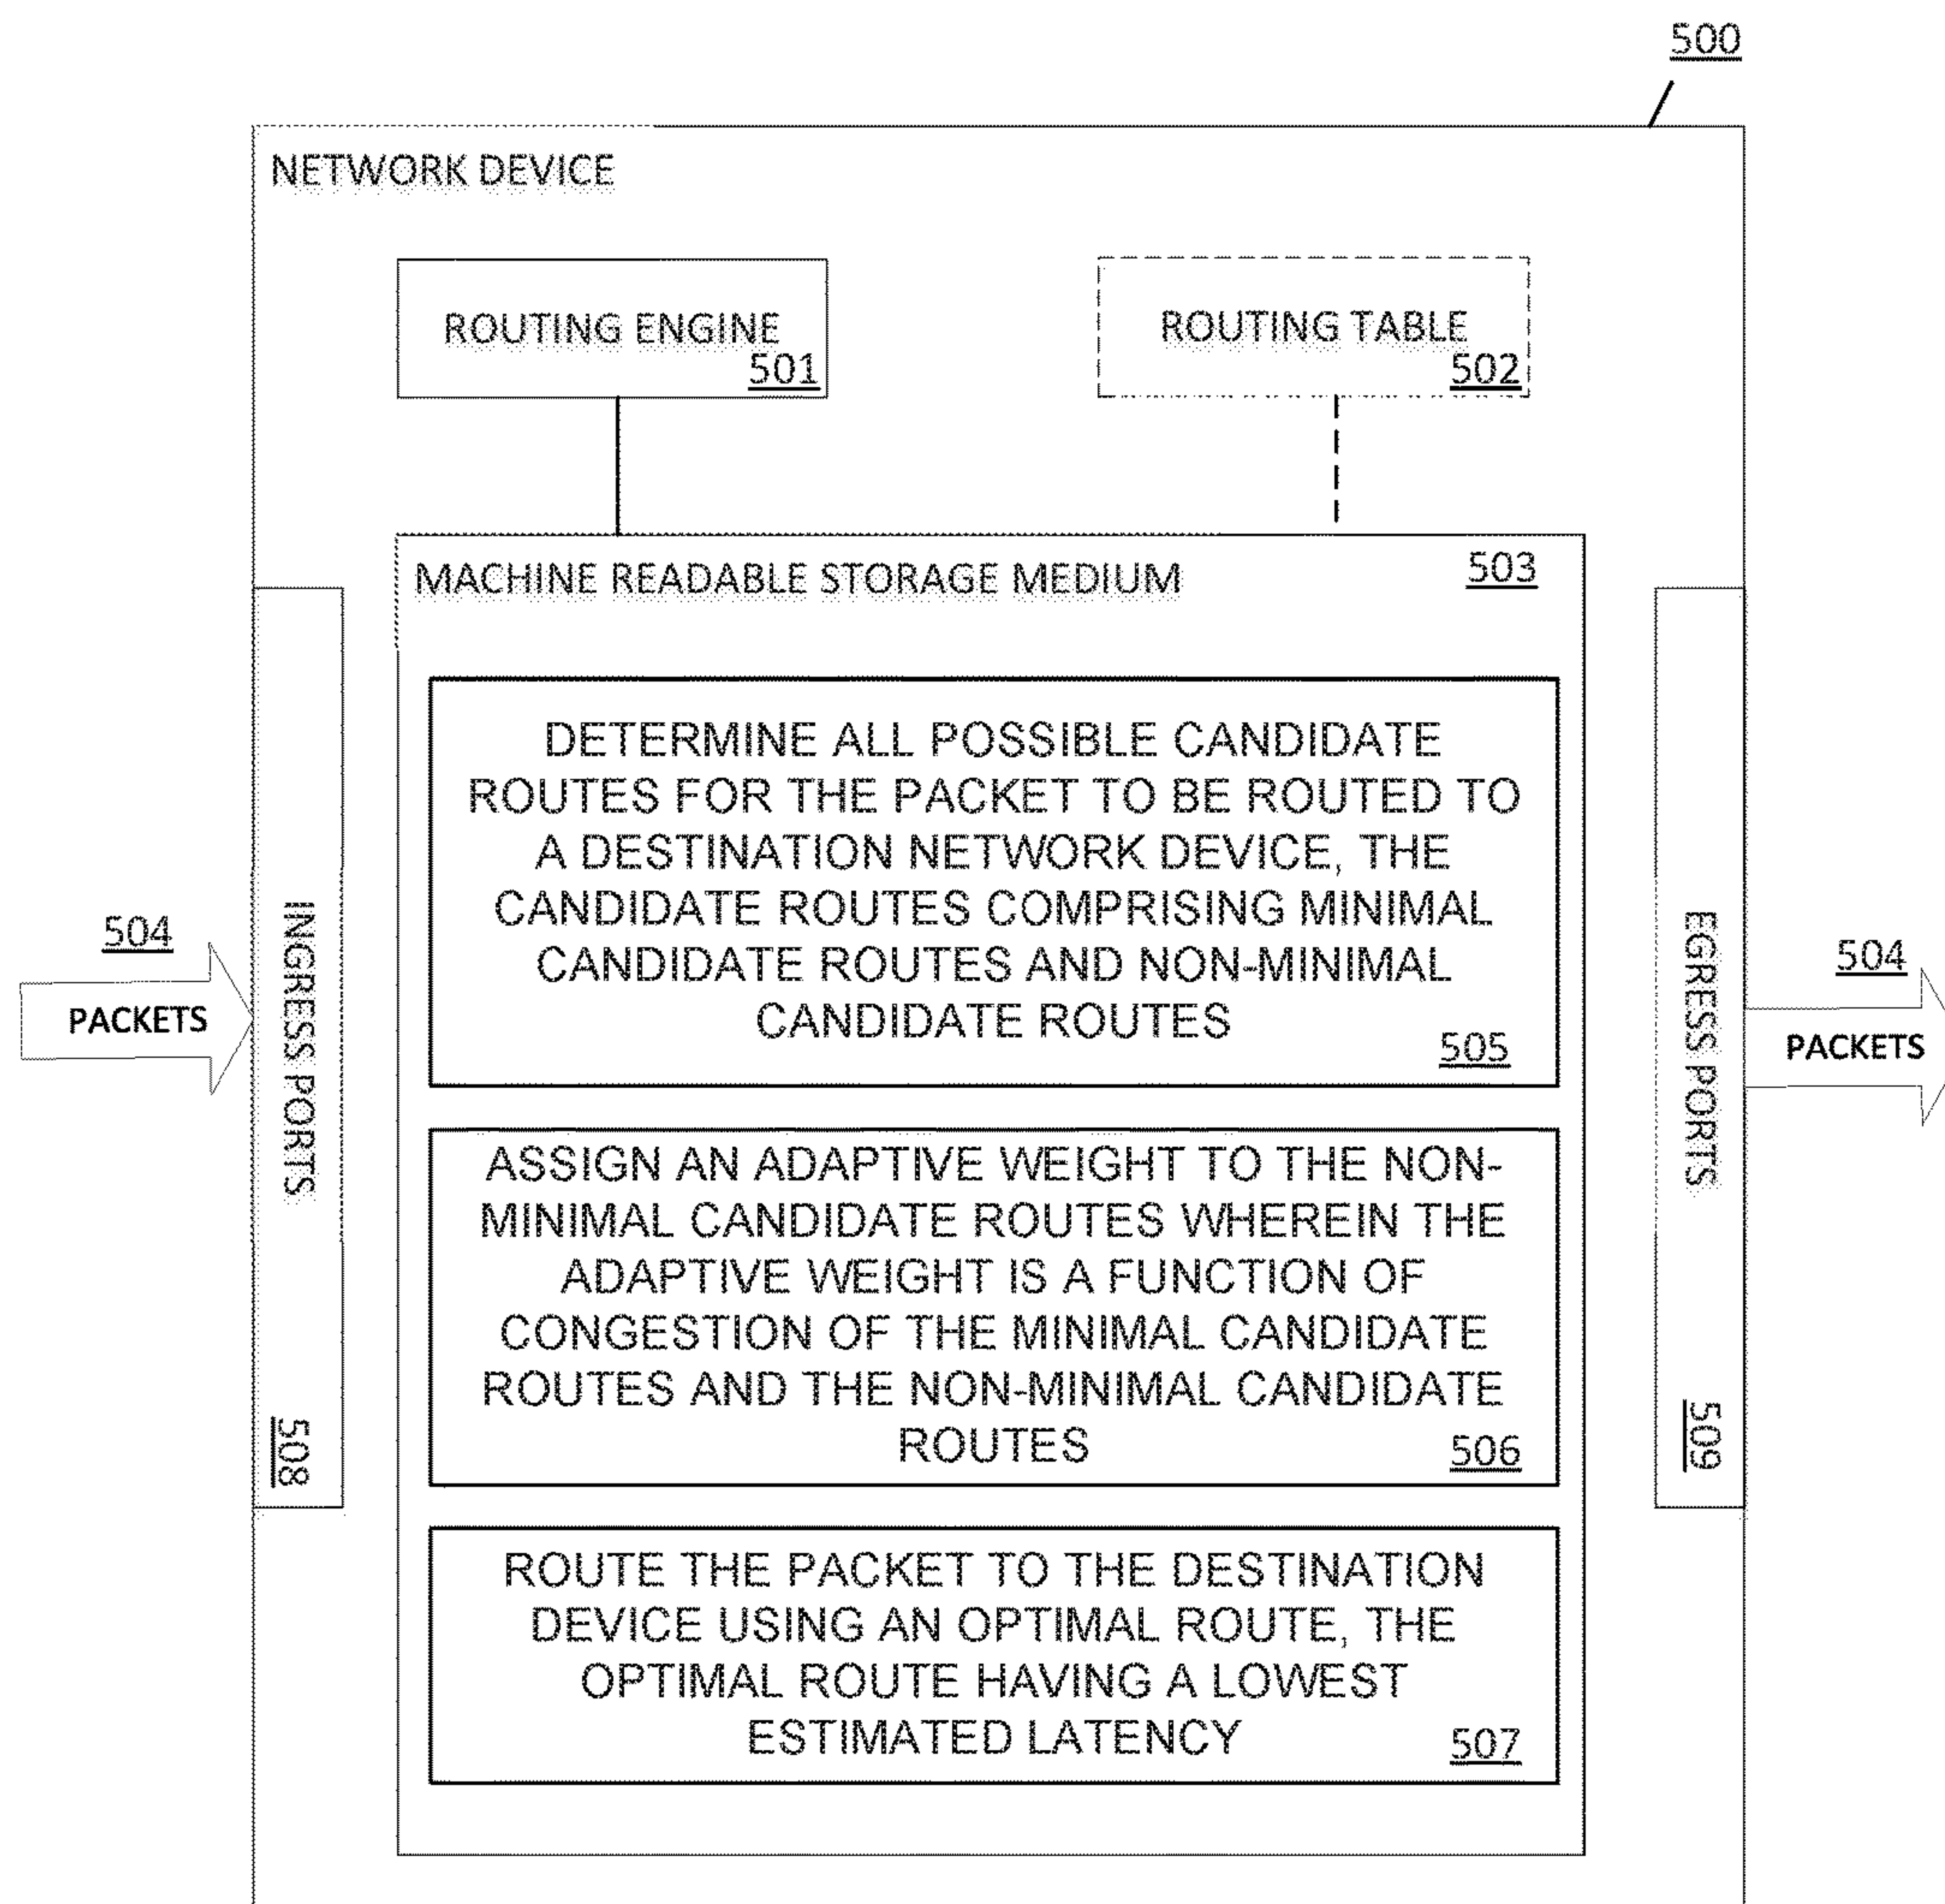 500
NETWORK DEVICE
ROUTING ENGINE
501
ROUTING TABLE
502
MACHINE READABLE STORAGE MEDIUM
503
DETERMINE ALL POSSIBLE CANDIDATE
ROUTES FOR THE PACKET TO BE ROUTED TO
A DESTINATION NETWORK DEVICE, THE
CANDIDATE ROUTES COMPRISING MINIMAL
CANDIDATE ROUTES AND NON-MINIMAL
CANDIDATE ROUTES
505
504
PACKETS
INGRESS PORTS
508
EGRESS PORTS
509
504
PACKETS
ASSIGN AN ADAPTIVE WEIGHT TO THE NON-
MINIMAL CANDIDATE ROUTES WHEREIN THE
ADAPTIVE WEIGHT IS A FUNCTION OF
CONGESTION OF THE MINIMAL CANDIDATE
ROUTES AND THE NON-MINIMAL CANDIDATE
ROUTES
506
ROUTE THE PACKET TO THE DESTINATION
DEVICE USING AN OPTIMAL ROUTE, THE
OPTIMAL ROUTE HAVING A LOWEST
ESTIMATED LATENCY
507